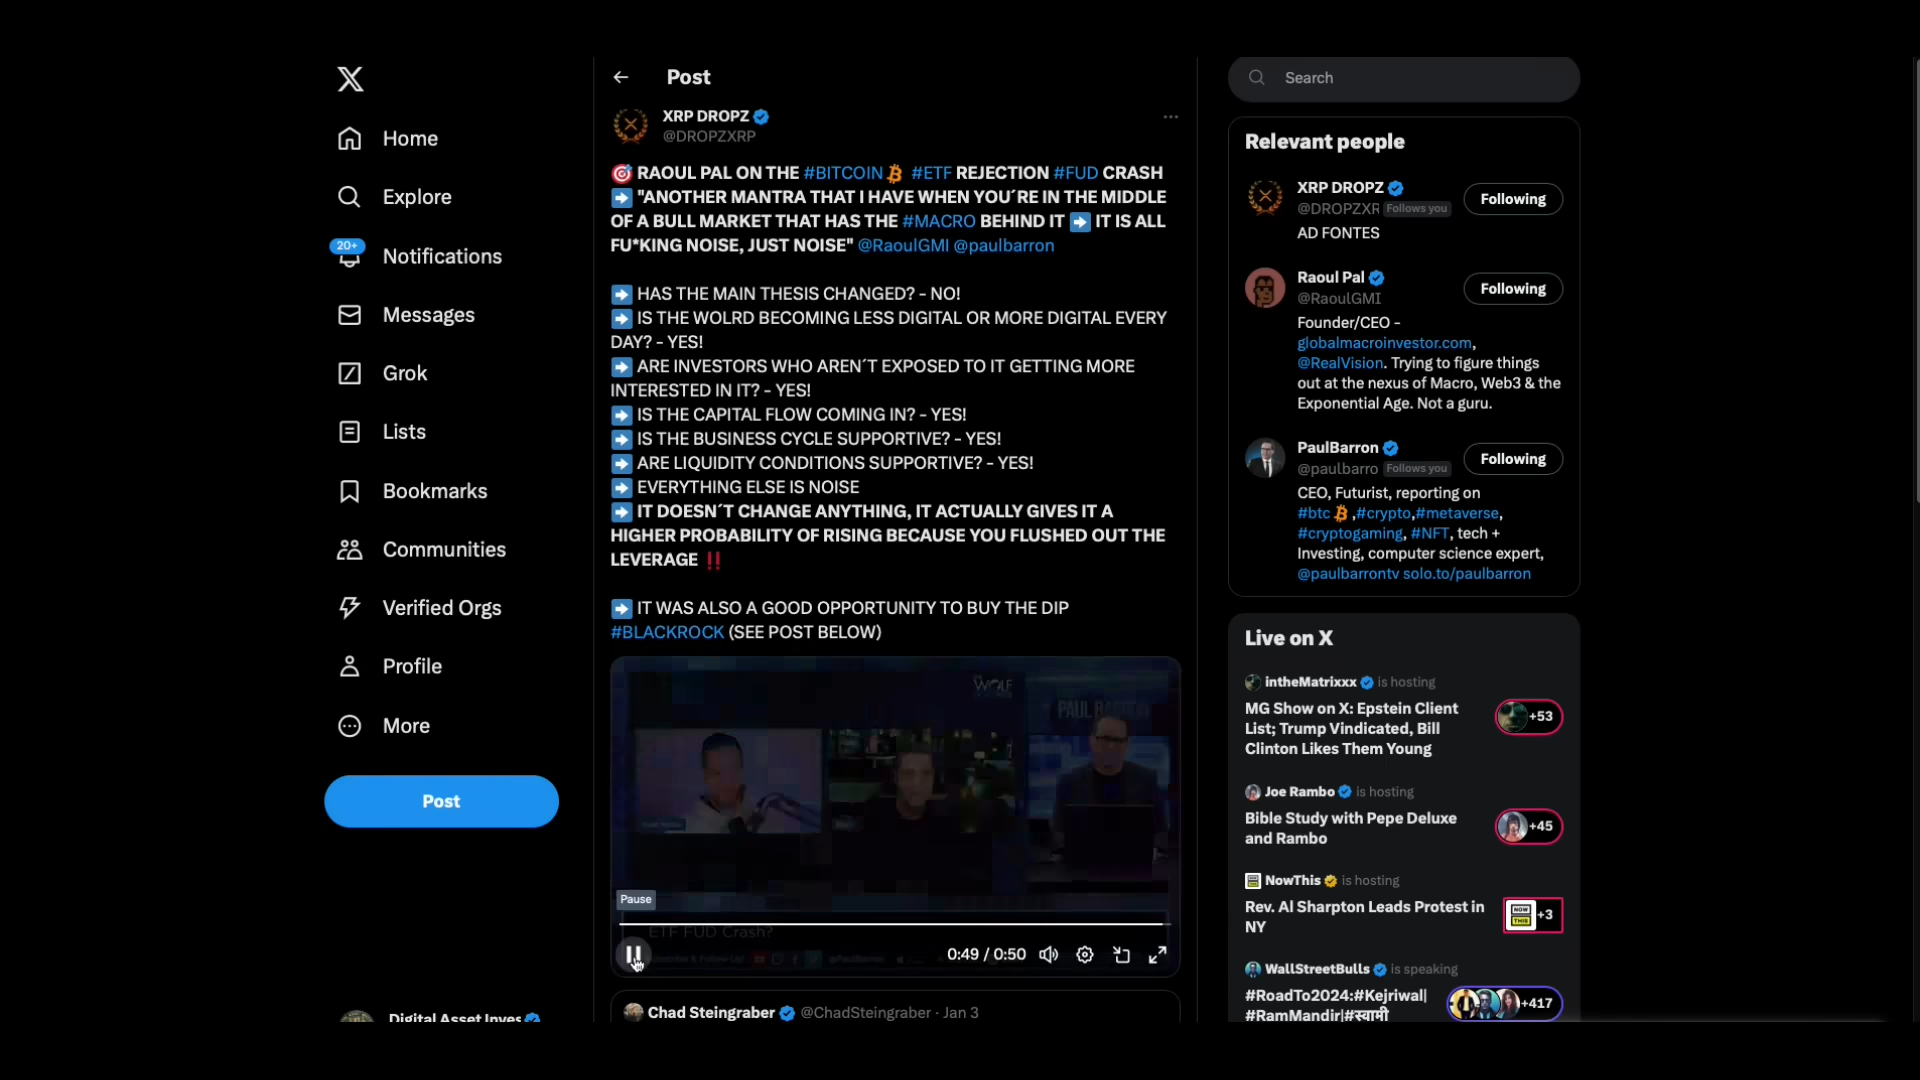 Home
Explore
20+
Notifications
Messages
Grok
Lists
Bookmarks
Communities
Verified Orgs
Profile
More
Post
Digital Asset Inves
Post
XRP DROPZ
@DROPZXRP
RAOUL PAL ON THE #BITCOIN #ETF REJECTION #FUD CRASH
"ANOTHER MANTRA THAT I HAVE WHEN YOU´RE IN THE MIDDLE
OF A BULL MARKET THAT HAS THE #MACRO BEHIND IT ➡️ IT IS ALL
FU*KING NOISE, JUST NOISE" @RaoulGMI @paulbarron
➡️ HAS THE MAIN THESIS CHANGED? - NO!
➡️ IS THE WOLRD BECOMING LESS DIGITAL OR MORE DIGITAL EVERY
DAY? - YES!
➡️ ARE INVESTORS WHO AREN´T EXPOSED TO IT GETTING MORE
INTERESTED IN IT? - YES!
➡️ IS THE CAPITAL FLOW COMING IN? - YES!
➡️ IS THE BUSINESS CYCLE SUPPORTIVE? - YES!
➡️ ARE LIQUIDITY CONDITIONS SUPPORTIVE? - YES!
➡️ EVERYTHING ELSE IS NOISE
➡️ IT DOESN´T CHANGE ANYTHING, IT ACTUALLY GIVES IT A
HIGHER PROBABILITY OF RISING BECAUSE YOU FLUSHED OUT THE
LEVERAGE ‼️
➡️ IT WAS ALSO A GOOD OPPORTUNITY TO BUY THE DIP
#BLACKROCK (SEE POST BELOW)
WOLF
PAUL BARRON
Pause
ETF FUD Crash?
0:49 / 0:50
Chad Steingraber @ChadSteingraber · Jan 3
Search
Relevant people
XRP DROPZ
@DROPZXR Follows you
Following
AD FONTES
Raoul Pal
@RaoulGMI
Following
Founder/CEO -
globalmacroinvestor.com,
@RealVision. Trying to figure things
out at the nexus of Macro, Web3 & the
Exponential Age. Not a guru.
PaulBarron
@paulbarro Follows you
Following
CEO, Futurist, reporting on
#btc ,#crypto,#metaverse,
#cryptogaming, #NFT, tech +
Investing, computer science expert,
@paulbarrontv solo.to/paulbarron
Live on X
intheMatrixxx is hosting
MG Show on X: Epstein Client
List; Trump Vindicated, Bill
Clinton Likes Them Young
+53
Joe Rambo is hosting
Bible Study with Pepe Deluxe
and Rambo
+45
NowThis is hosting
Rev. Al Sharpton Leads Protest in
NY
NOW THIS
+3
WallStreetBulls is speaking
#RoadTo2024:#Kejriwal|
#RamMandir|#स्वामी
+417